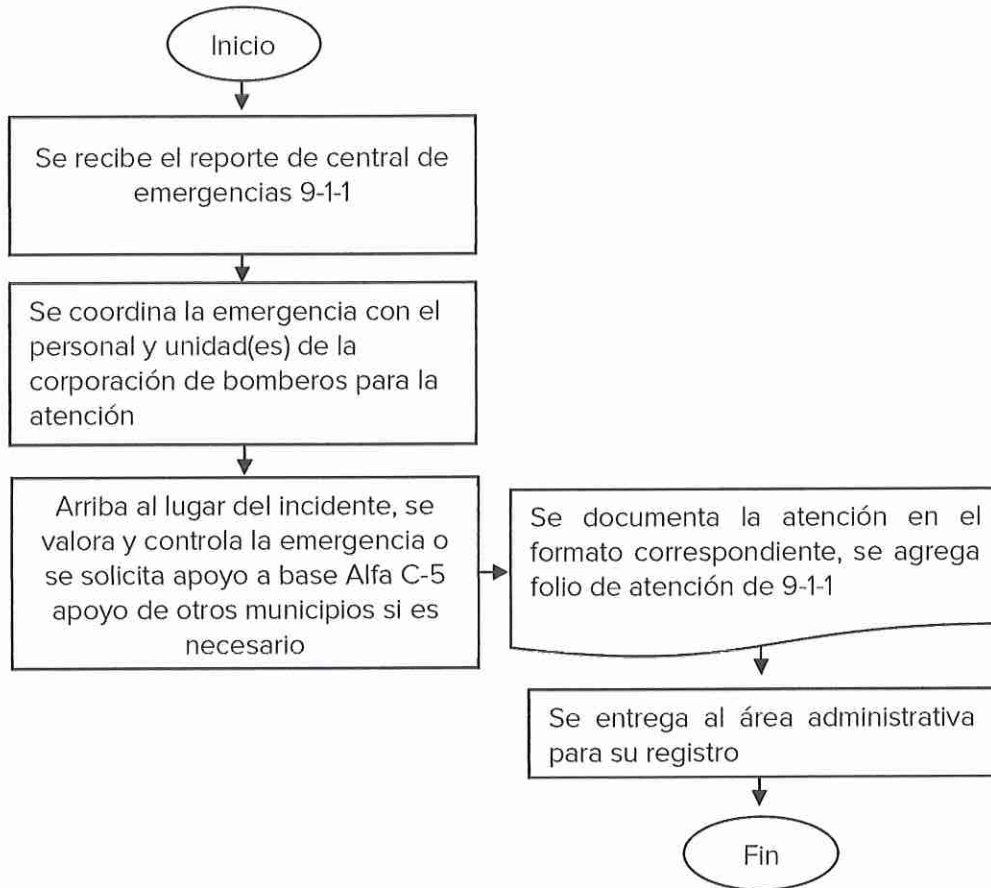 Inicio
Se recibe el reporte de central de
emergencias 9-1-1
Se coordina la emergencia con el
personal y unidad(es) de la
corporación de bomberos para la
atención
Arriba al lugar del incidente, se
valora y controla la emergencia o
se solicita apoyo a base Alfa C-5
apoyo de otros municipios si es
necesario
Se documenta la atención en el
formato correspondiente, se agrega
folio de atención de 9-1-1
Se entrega al área administrativa
para su registro
Fin